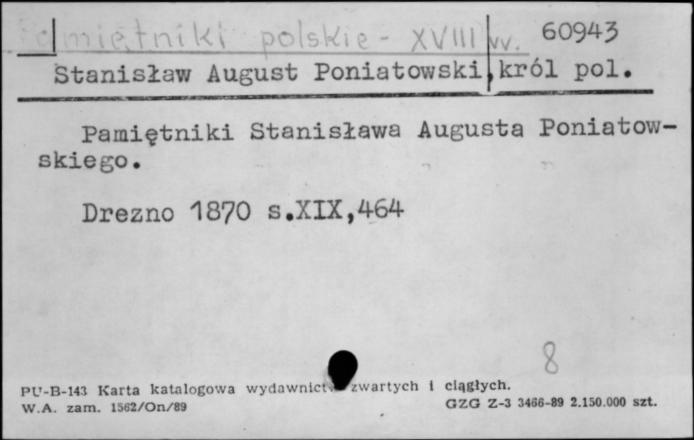 Pamiętniki polskie - XVIII w. 60943
Stanisław August Poniatowski, król pol.
Pamiętniki Stanisława Augusta Poniatow-
skiego.
Drezno 1870 s.XIX,464
8
PU-B-143 Karta katalogowa wydawnictw zwartych i ciągłych.
W.A. zam. 1562/On/89 GZG Z-3 3466-89 2.150.000 szt.